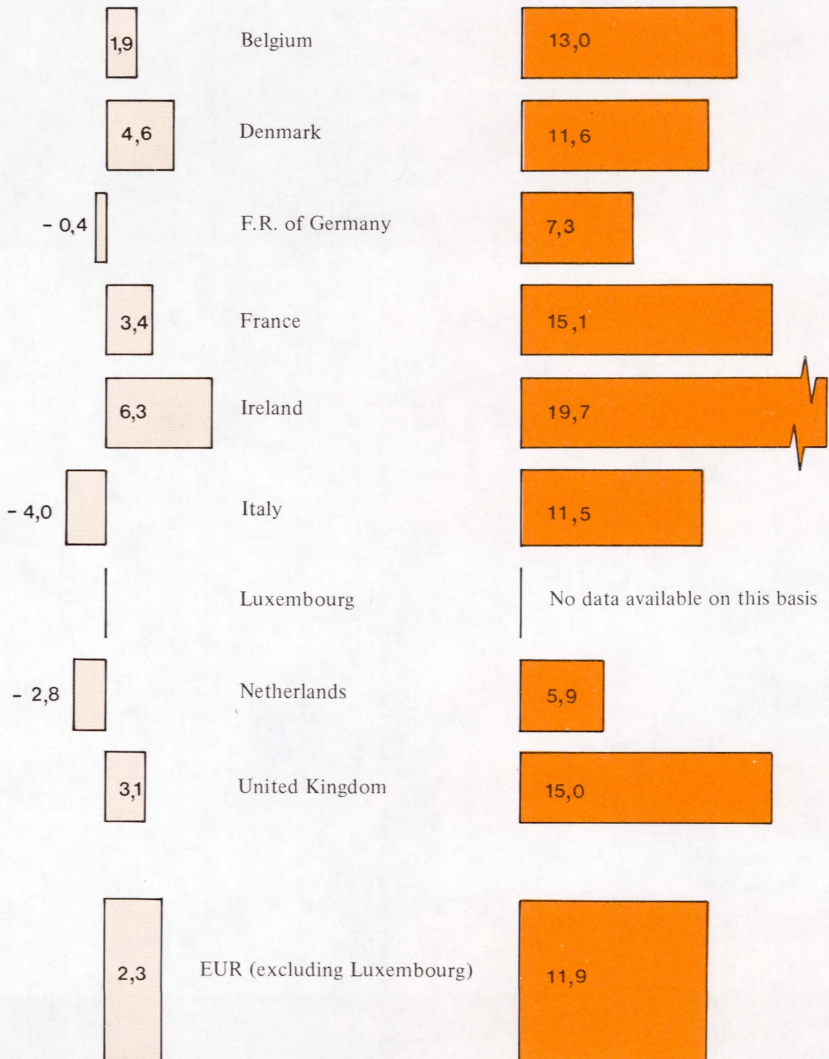 1,9 Belgium 13,0
4,6 Denmark 11,6
- 0,4 F.R. of Germany 7,3
3,4 France 15,1
6,3 Ireland 19,7
- 4,0 Italy 11,5
Luxembourg No data available on this basis
- 2,8 Netherlands 5,9
3,1 United Kingdom 15,0
2,3 EUR (excluding Luxembourg) 11,9